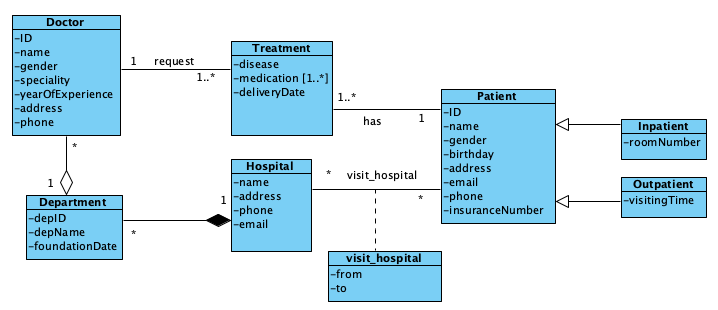 Doctor
-ID
-name
-gender
-speciality
-yearOfExperience
-address
-phone
1 request
1..*
Treatment
-disease
-medication [1..*]
-deliveryDate
1..*
has
1
Patient
-ID
-name
-gender
-birthday
-address
-email
-phone
-insuranceNumber
Inpatient
-roomNumber
Outpatient
-visitingTime
*
1
Department
-depID
-depName
-foundationDate
1
*
Hospital
-name
-address
-phone
-email
* visit_hospital
*
visit_hospital
-from
-to